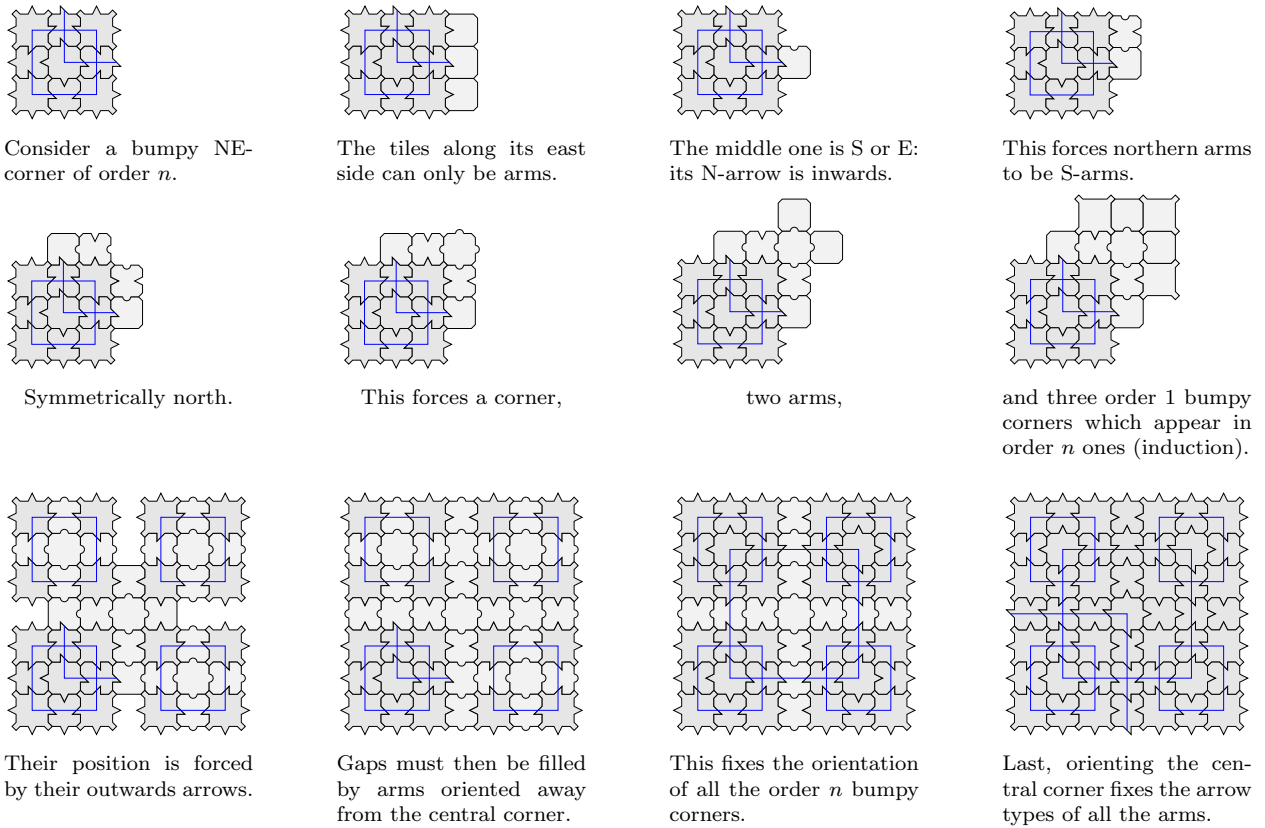 Consider a bumpy NE-
corner of order n.
The tiles along its east
side can only be arms.
The middle one is S or E:
its N-arrow is inwards.
This forces northern arms
to be S-arms.
Symmetrically north.
This forces a corner,
two arms,
and three order 1 bumpy
corners which appear in
order n ones (induction).
Their position is forced
by their outwards arrows.
Gaps must then be filled
by arms oriented away
from the central corner.
This fixes the orientation
of all the order n bumpy
corners.
Last, orienting the cen-
tral corner fixes the arrow
types of all the arms.